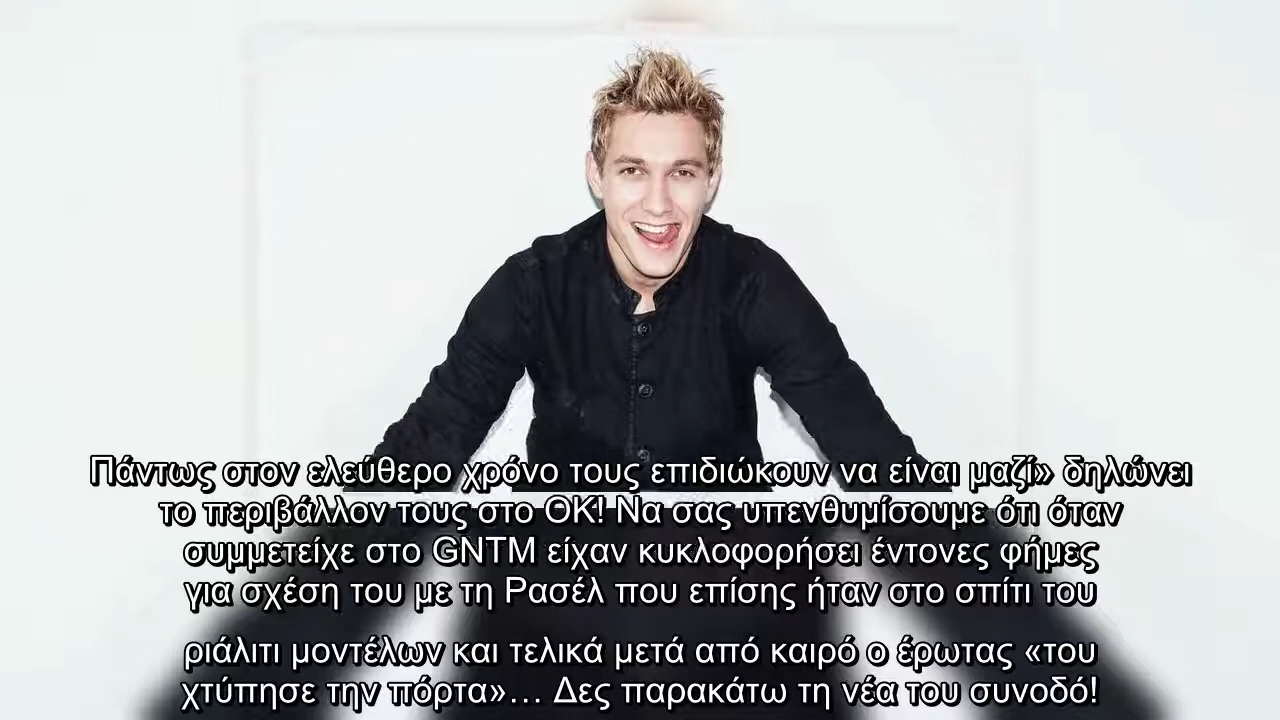 Πάντως στον ελεύθερο χρόνο τους επιδιώκουν να είναι μαζί» δηλώνει
το περιβάλλον τους στο OK! Να σας υπενθυμίσουμε ότι όταν
συμμετείχε στο GNTM είχαν κυκλοφορήσει έντονες φήμες
για σχέση του με τη Ρασέλ που επίσης ήταν στο σπίτι του
ριάλιτι μοντέλων και τελικά μετά από καιρό ο έρωτας «του
χτύπησε την πόρτα»… Δες παρακάτω τη νέα του συνοδό!